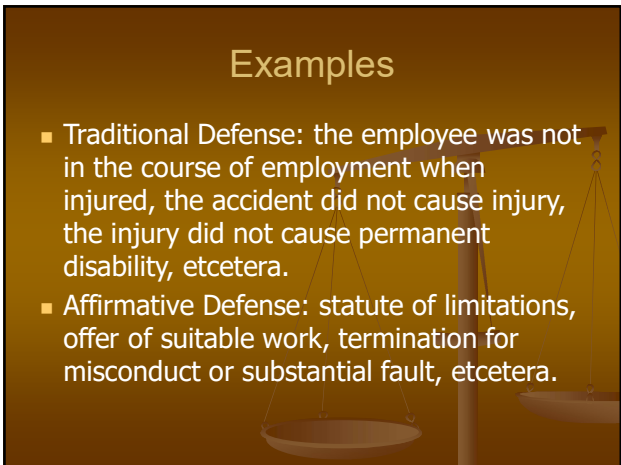 Examples
Traditional Defense: the employee was not
in the course of employment when
injured, the accident did not cause injury,
the injury did not cause permanent
disability, etcetera.
Affirmative Defense: statute of limitations,
offer of suitable work, termination for
misconduct or substantial fault, etcetera.